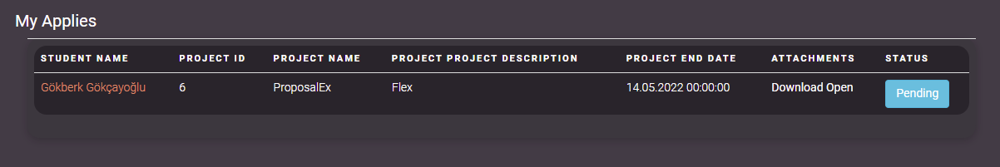 My Applies
STUDENT NAME PROJECT ID PROJECT NAME PROJECT PROJECT DESCRIPTION PROJECT END DATE ATTACHMENTS STATUS
Gökberk Gökçayoğlu 6 ProposalEx Flex 14.05.2022 00:00:00 Download Open Pending